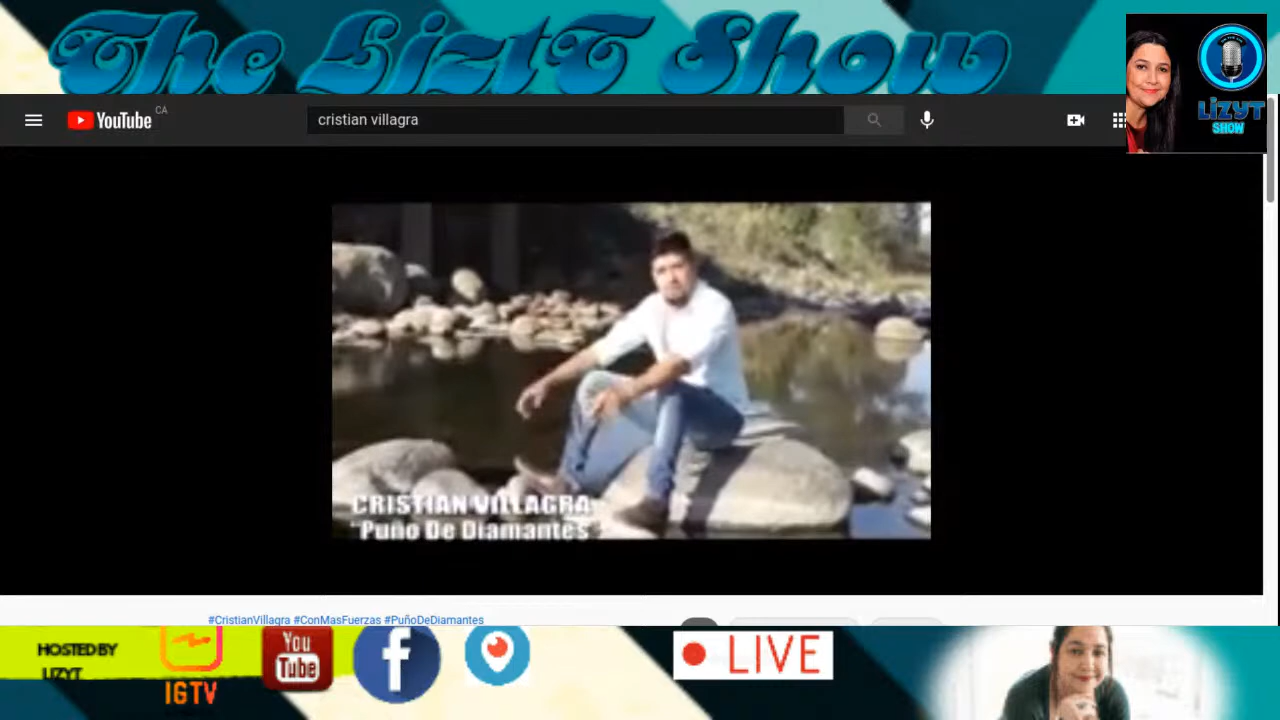 The LiztT Show
LiZYT
SHOW
YouTube CA
cristian villagra
CRISTIAN VILLAGRA
"Puño De Diamantes"
#CristianVillagra #ConMasFuerzas #PuñoDeDiamantes
HOSTED BY
LIZYT
IGTV
You
Tube
f
LIVE